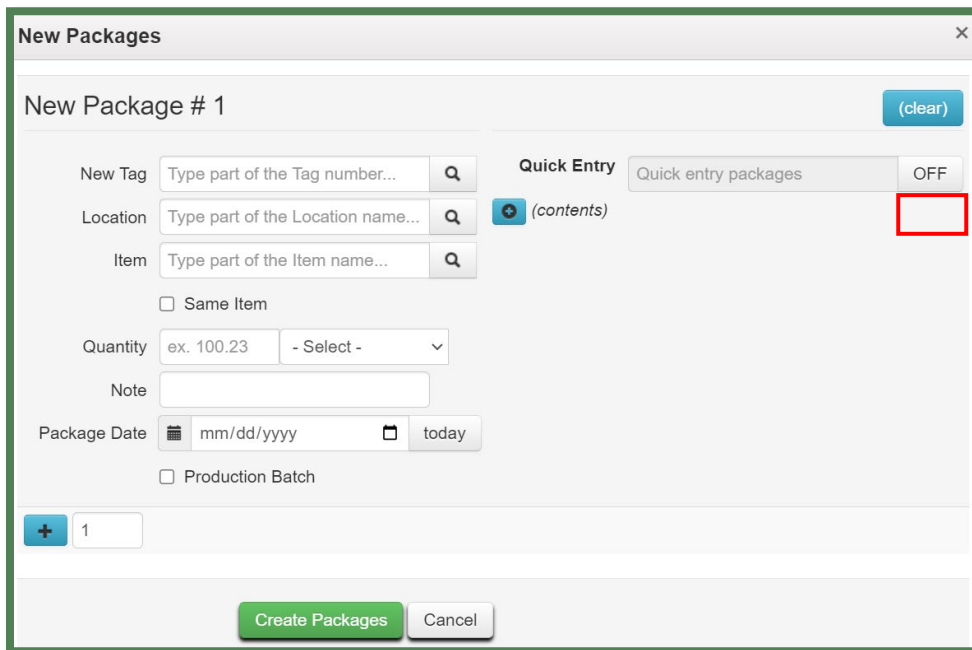 New Packages ×
New Package # 1 (clear)
New Tag Type part of the Tag number...
Location Type part of the Location name...
Item Type part of the Item name...
Same Item
Quantity ex. 100.23 - Select -
Note
Package Date mm/dd/yyyy today
Production Batch
Quick Entry Quick entry packages OFF
(contents)
+ 1
Create Packages Cancel